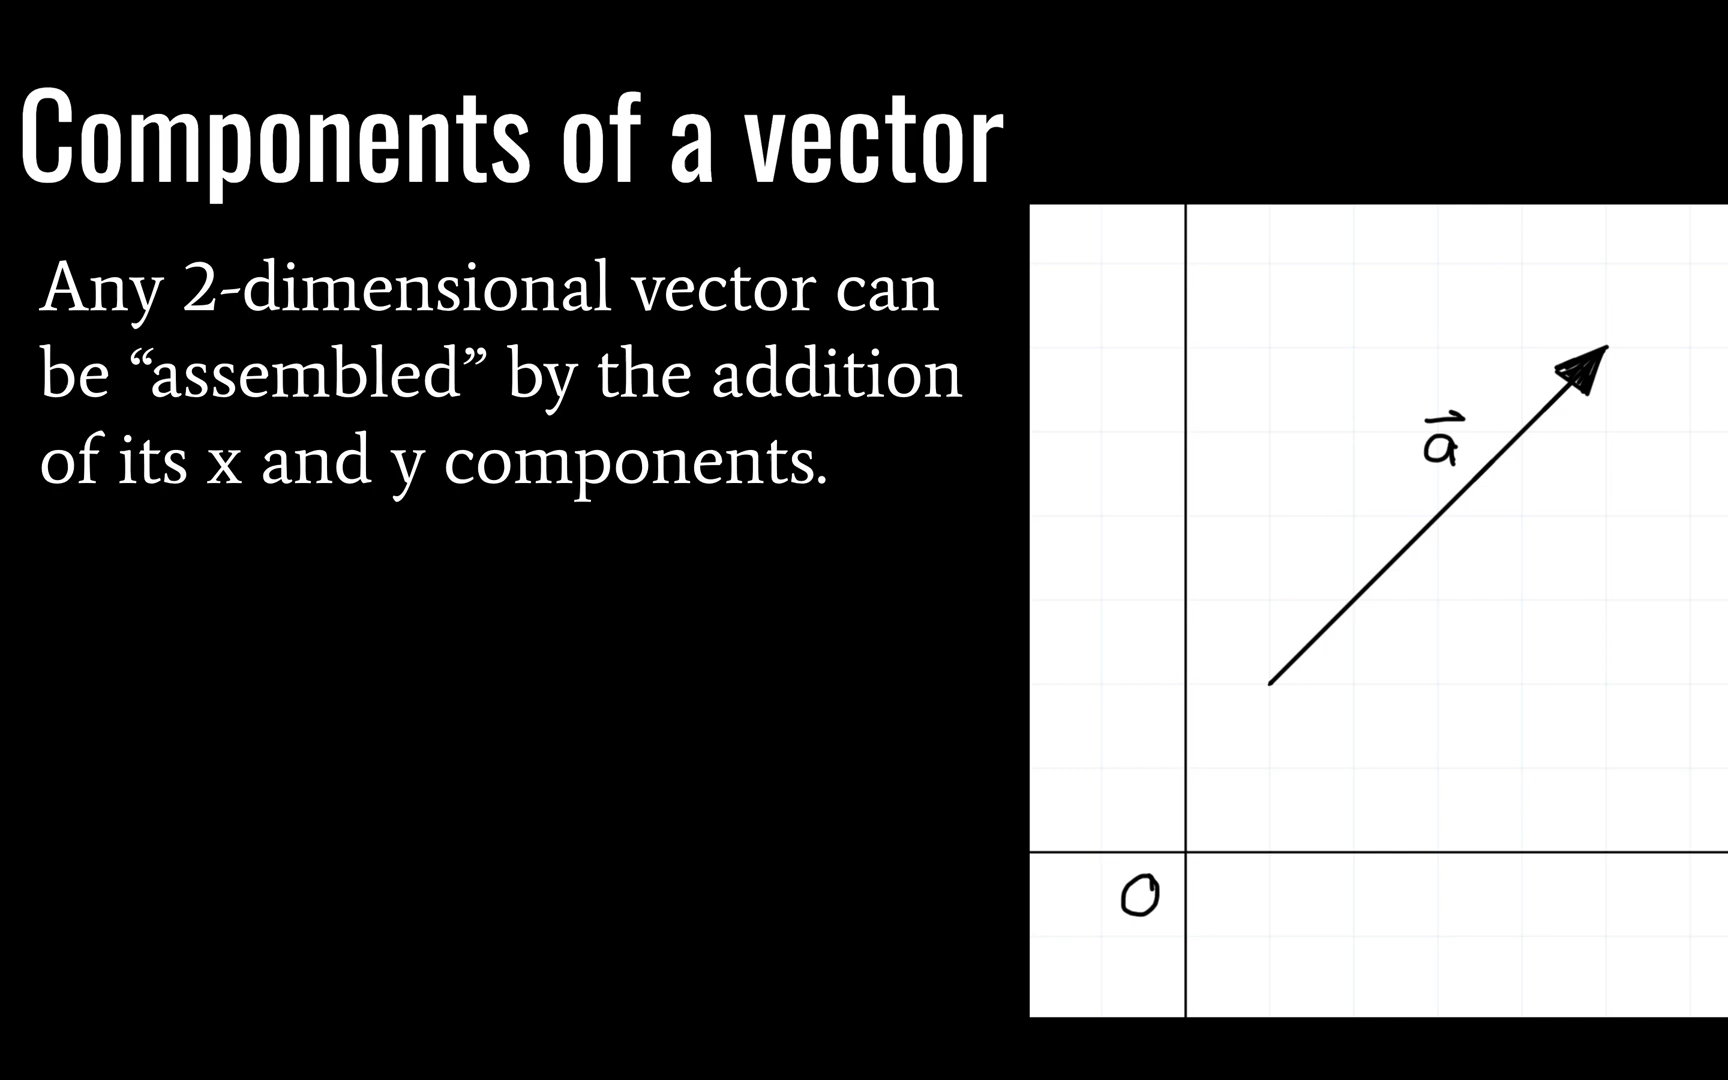 Components of a vector
Any 2-dimensional vector can
be “assembled” by the addition
of its x and y components.
a
O